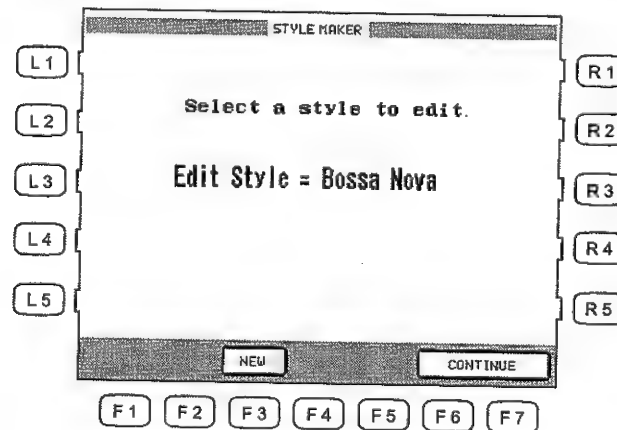 STYLE MAKER
L1
R1
Select a style to edit.
L2
R2
Edit Style = Bossa Nova
L3
R3
L4
R4
L5
R5
NEW
CONTINUE
F1 F2 F3 F4 F5 F6 F7